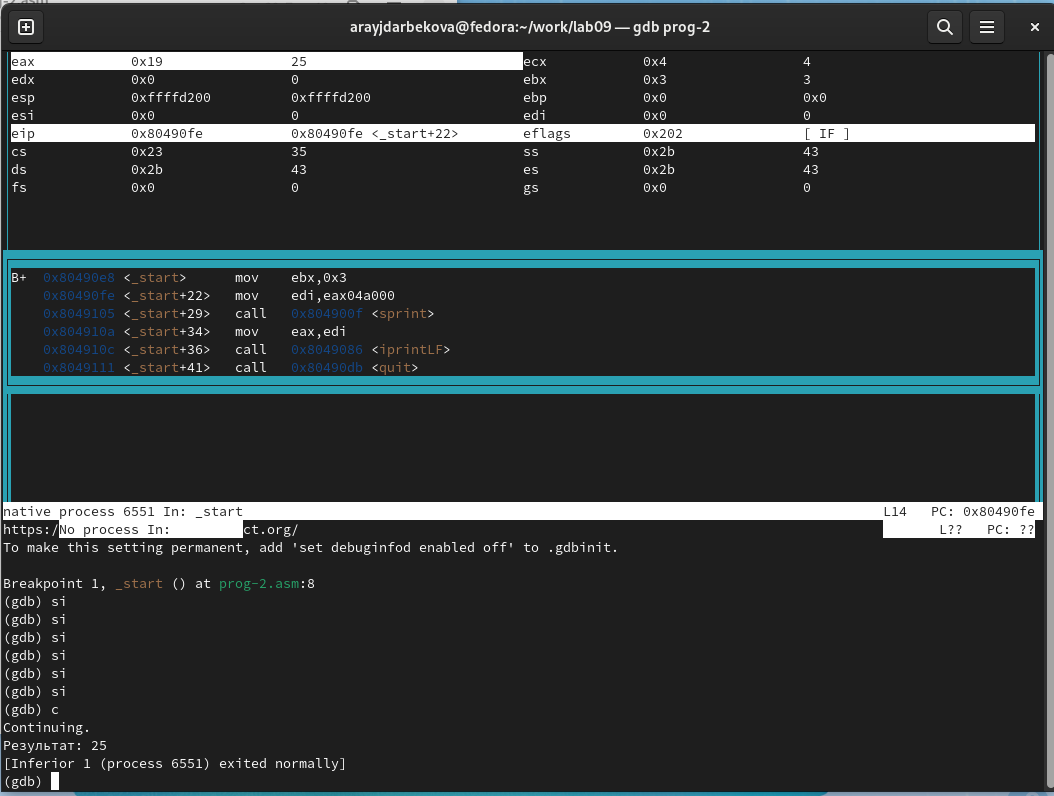 arayjdarbekova@fedora:~/work/lab09 — gdb prog-2
eax 0x19 25 ecx 0x4 4
edx 0x0 0 ebx 0x3 3
esp 0xffffd200 0xffffd200 ebp 0x0 0x0
esi 0x0 0 edi 0x0 0
eip 0x80490fe 0x80490fe <_start+22> eflags 0x202 [ IF ]
cs 0x23 35 ss 0x2b 43
ds 0x2b 43 es 0x2b 43
fs 0x0 0 gs 0x0 0
B+ 0x80490e8 <_start> mov ebx,0x3
0x80490fe <_start+22> mov edi,eax04a000
0x8049105 <_start+29> call 0x804900f <sprint>
0x804910a <_start+34> mov eax,edi
0x804910c <_start+36> call 0x8049086 <iprintLF>
0x8049111 <_start+41> call 0x80490db <quit>
native process 6551 In: _start L14 PC: 0x80490fe
https:/No process In: ct.org/ L?? PC: ??
To make this setting permanent, add 'set debuginfod enabled off' to .gdbinit.
Breakpoint 1, _start () at prog-2.asm:8
(gdb) si
(gdb) si
(gdb) si
(gdb) si
(gdb) si
(gdb) si
(gdb) c
Continuing.
Результат: 25
[Inferior 1 (process 6551) exited normally]
(gdb)